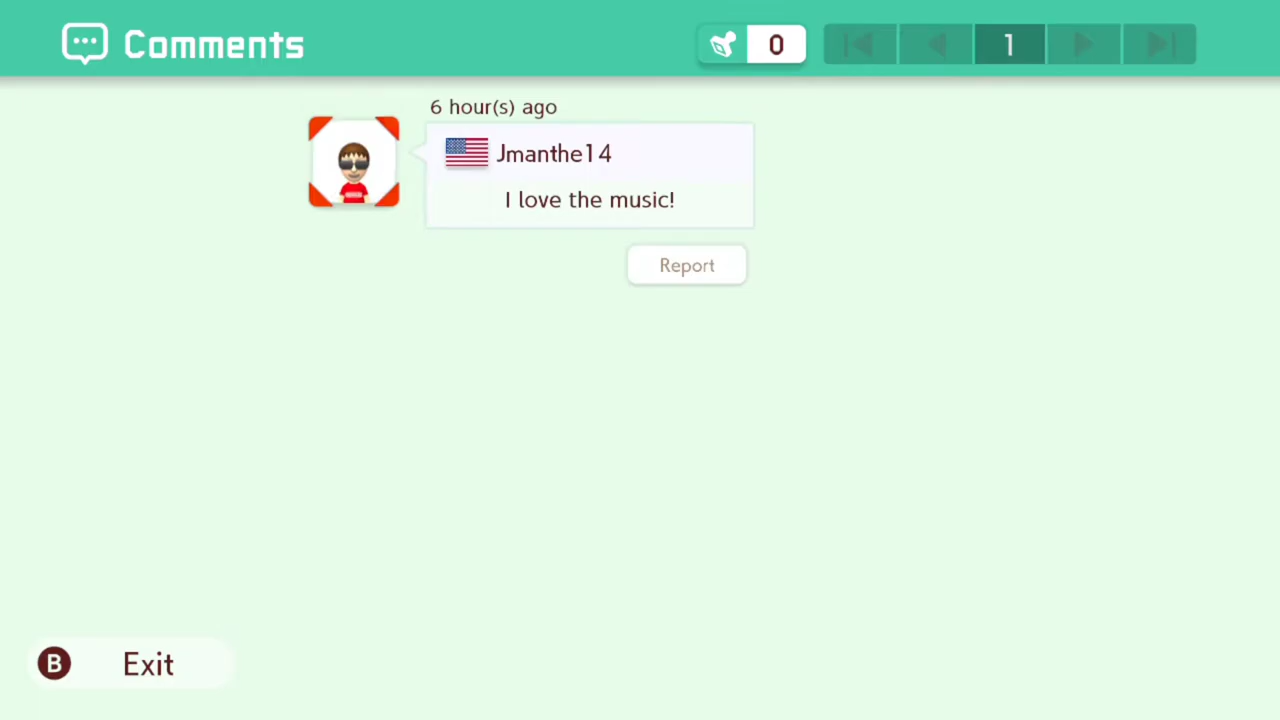 Comments
0
1
6 hour(s) ago
Jmanthe14
I love the music!
Report
B Exit